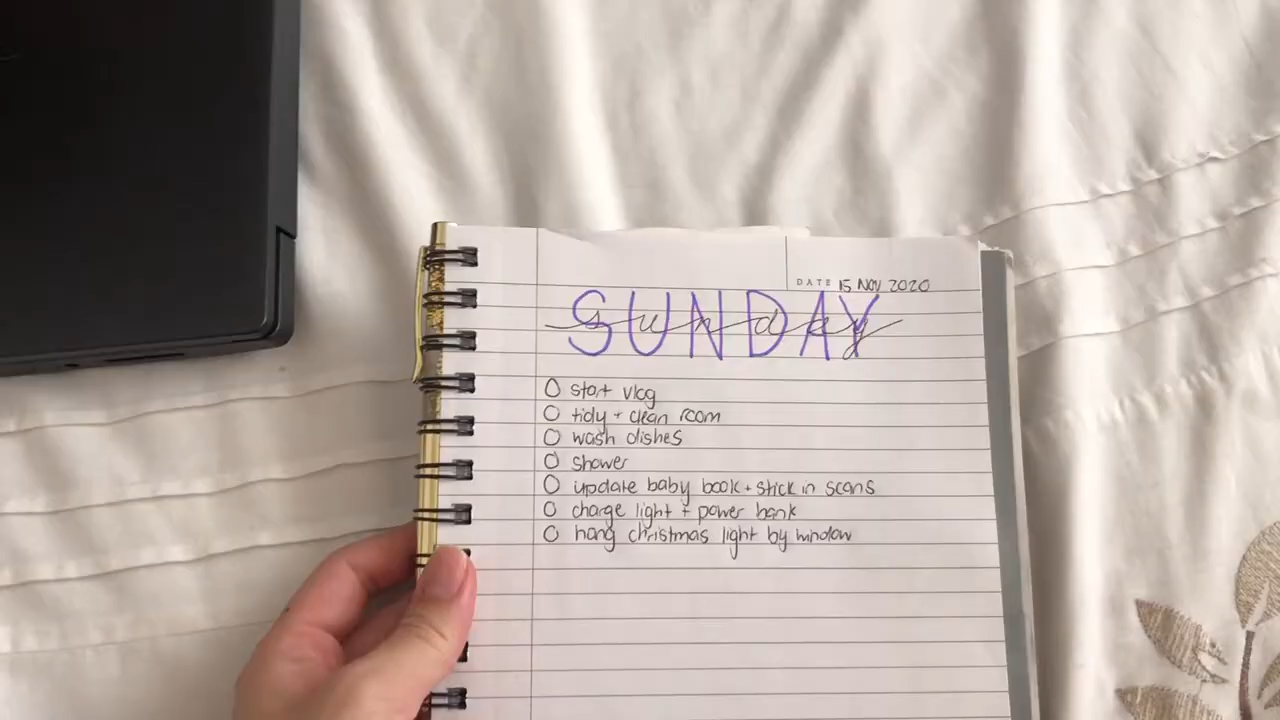 DATE 15 NOV 2020
SUNDAY
sunday
start vlog
tidy + clean room
wash dishes
shower
update baby book + stick in scans
charge light + power bank
hang christmas light by window